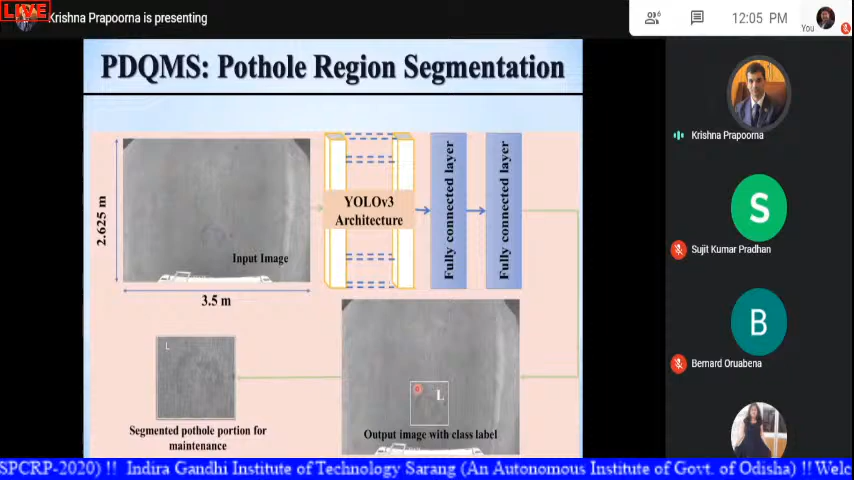 LIVE
Krishna Prapoorna is presenting
6
12:05 PM
You
PDQMS: Pothole Region Segmentation
2.625 m
Input Image
3.5 m
YOLOv3
Architecture
Fully connected layer
Fully connected layer
L
Segmented pothole portion for
maintenance
L
Output image with class label
Krishna Prapoorna
S
Sujit Kumar Pradhan
B
Bernard Oruabena
SPCRP-2020) !! Indira Gandhi Institute of Technology Sarang (An Autonomous Institute of Govt. of Odisha) !! Welc